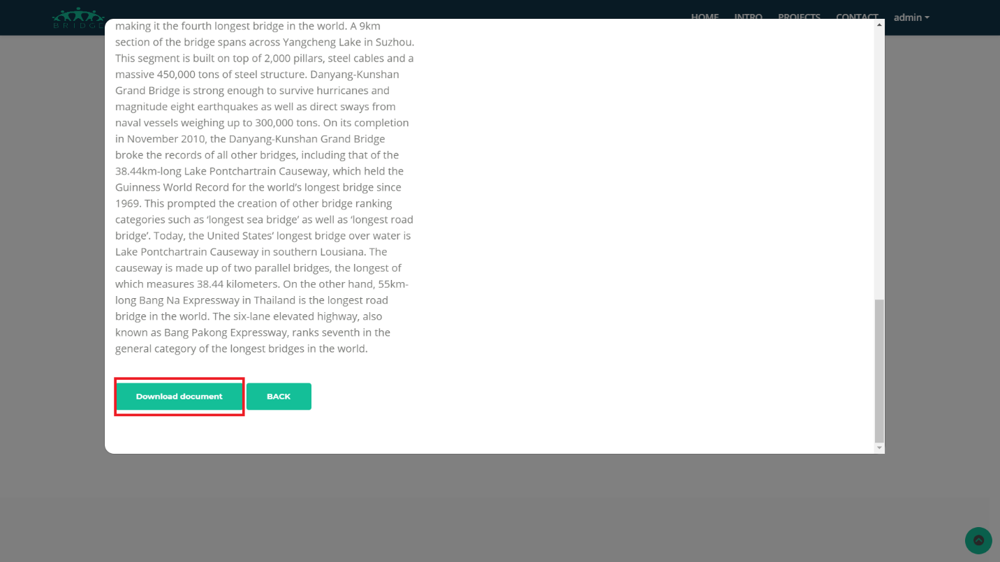 HOME INTRO PROJECTS CONTACT admin
BRIDGE
making it the fourth longest bridge in the world. A 9km
section of the bridge spans across Yangcheng Lake in Suzhou.
This segment is built on top of 2,000 pillars, steel cables and a
massive 450,000 tons of steel structure. Danyang-Kunshan
Grand Bridge is strong enough to survive hurricanes and
magnitude eight earthquakes as well as direct sways from
naval vessels weighing up to 300,000 tons. On its completion
in November 2010, the Danyang-Kunshan Grand Bridge
broke the records of all other bridges, including that of the
38.44km-long Lake Pontchartrain Causeway, which held the
Guinness World Record for the world’s longest bridge since
1969. This prompted the creation of other bridge ranking
categories such as ‘longest sea bridge’ as well as ‘longest road
bridge’. Today, the United States’ longest bridge over water is
Lake Pontchartrain Causeway in southern Lousiana. The
causeway is made up of two parallel bridges, the longest of
which measures 38.44 kilometers. On the other hand, 55km-
long Bang Na Expressway in Thailand is the longest road
bridge in the world. The six-lane elevated highway, also
known as Bang Pakong Expressway, ranks seventh in the
general category of the longest bridges in the world.
Download document BACK